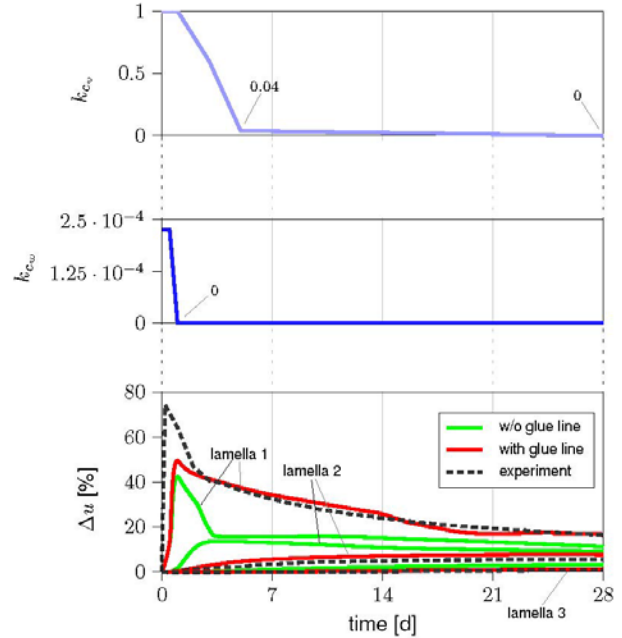 1
0.5
0
k_{c_v}
0.04
0
2.5 · 10^{-4}
1.25 · 10^{-4}
0
k_{c_w}
0
80
60
40
20
0
Δu [%]
w/o glue line
with glue line
experiment
lamella 1
lamella 2
lamella 3
0 7 14 21 28
time [d]